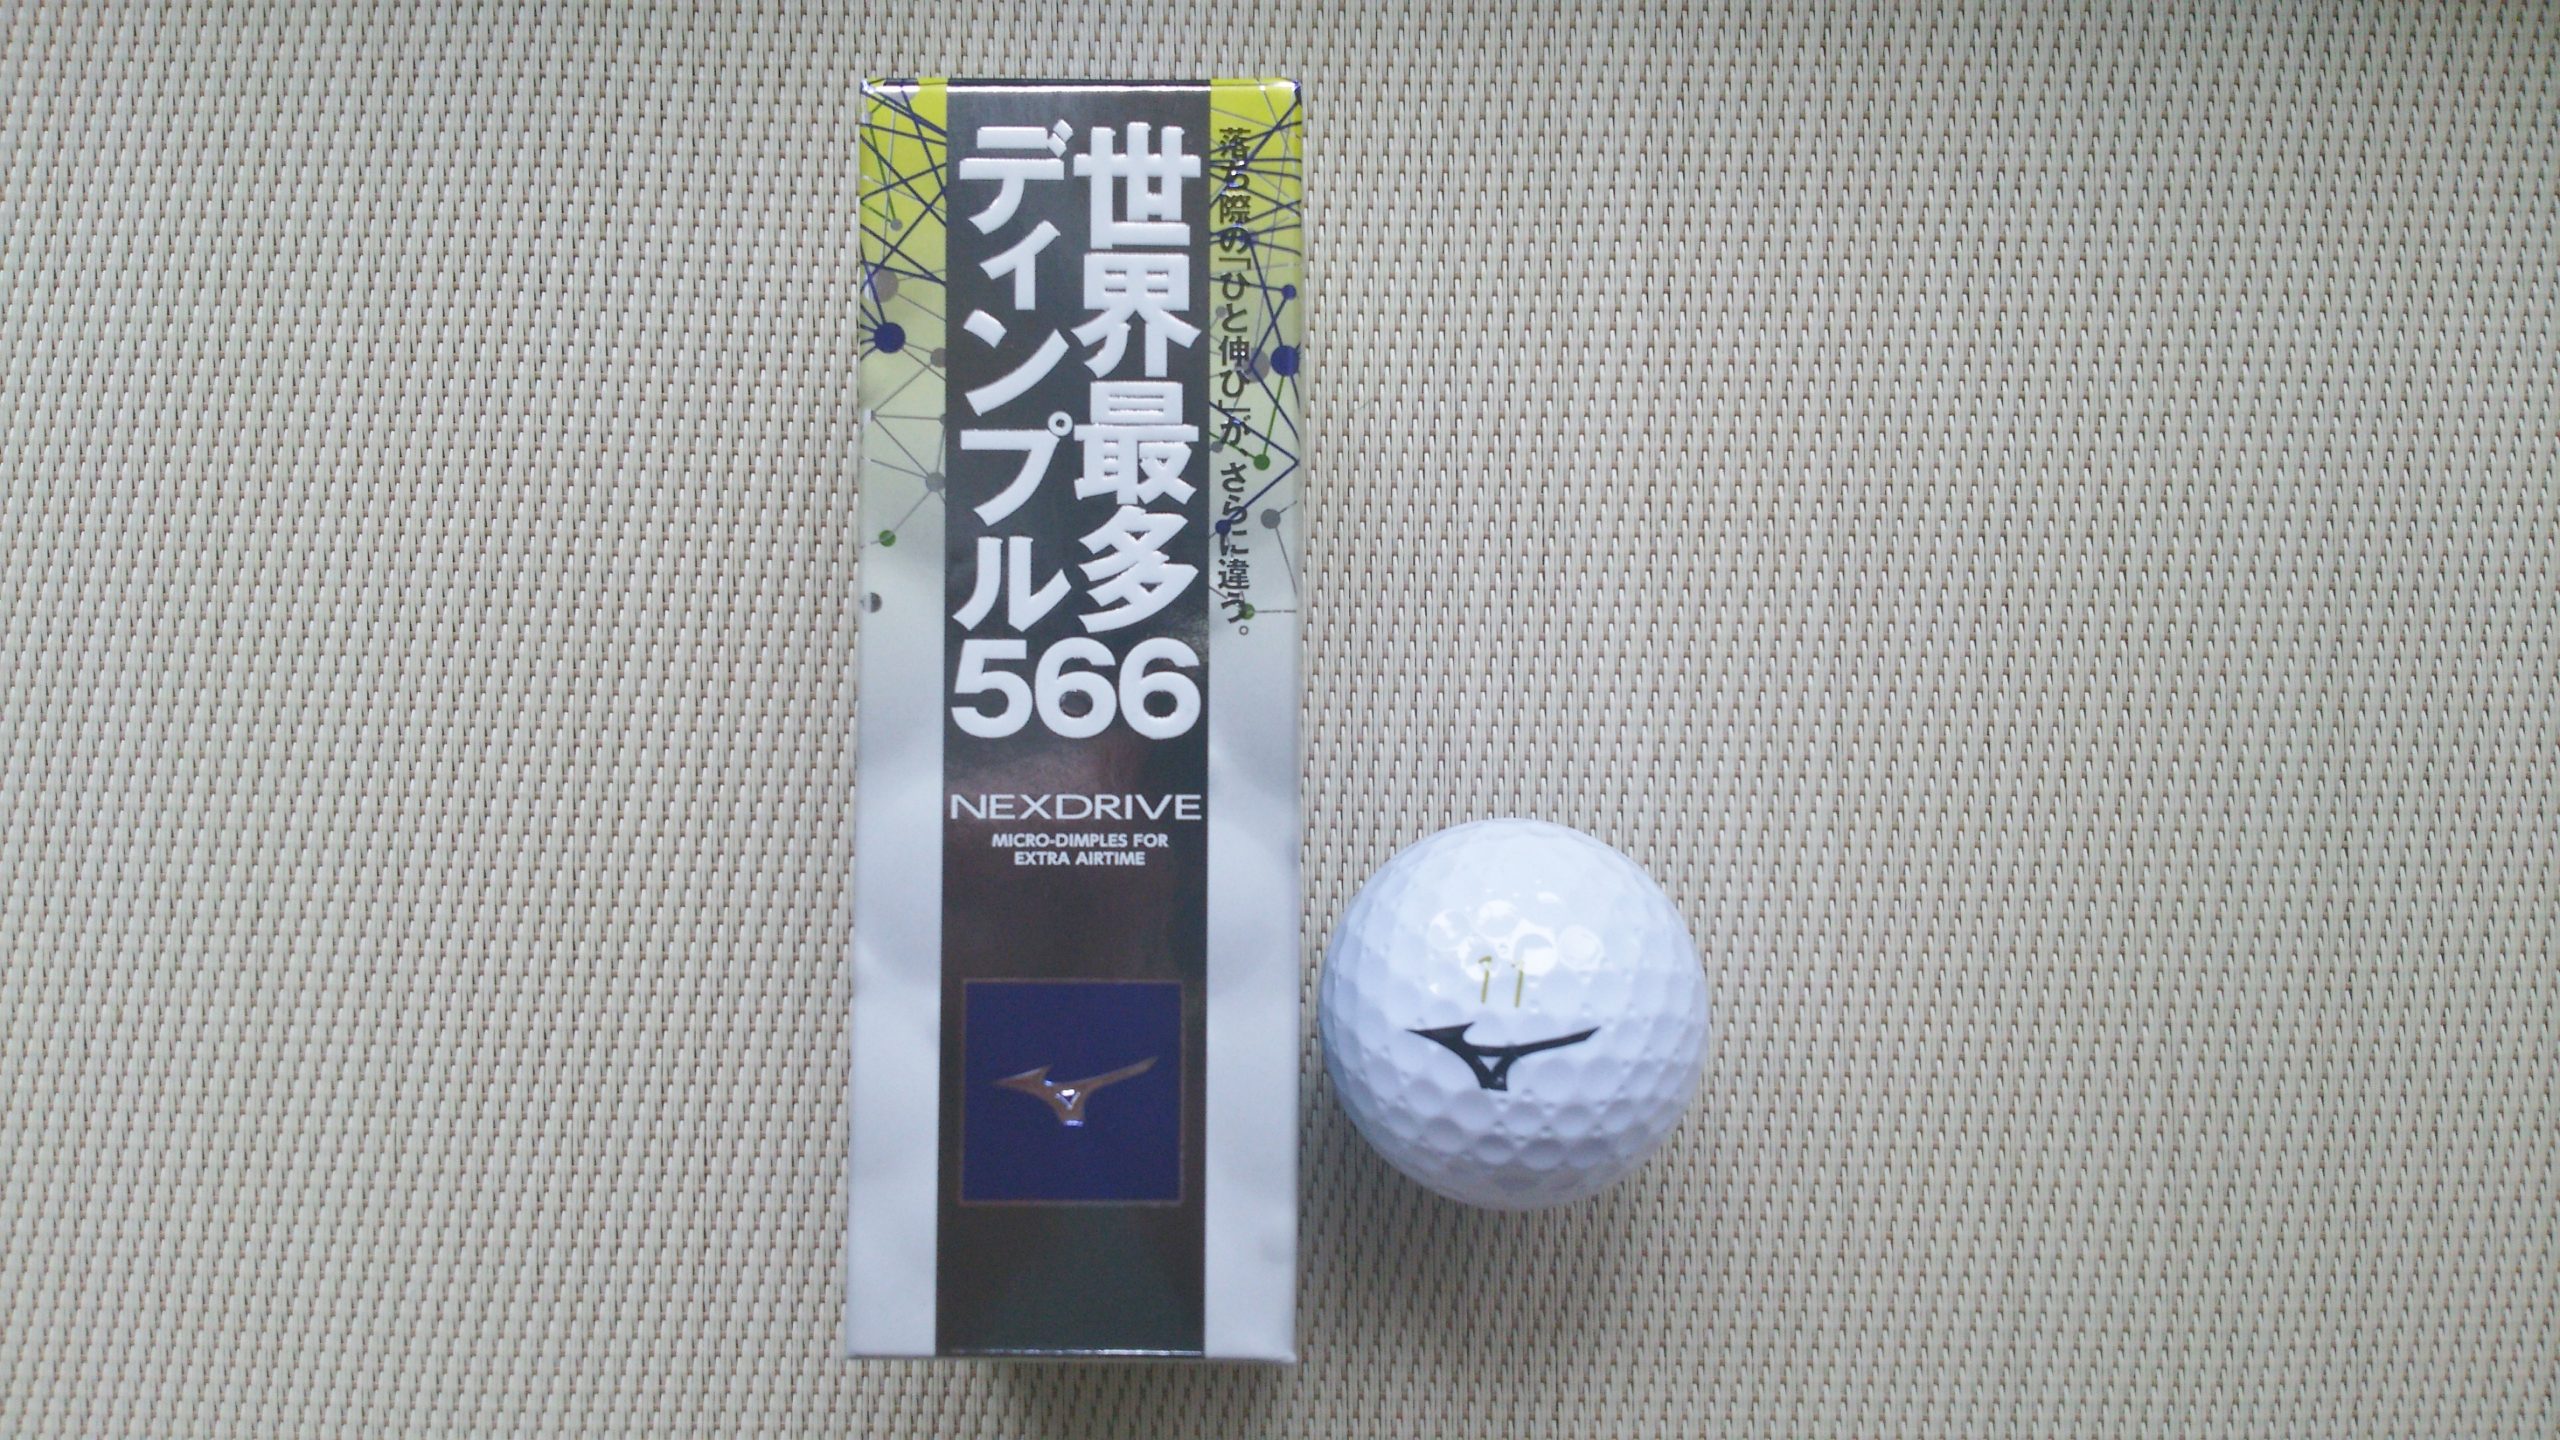 落ち際の「ひと伸び」が、さらに違う。
世界最多
ディンプル
566
NEXDRIVE
MICRO-DIMPLES FOR
EXTRA AIRTIME
11